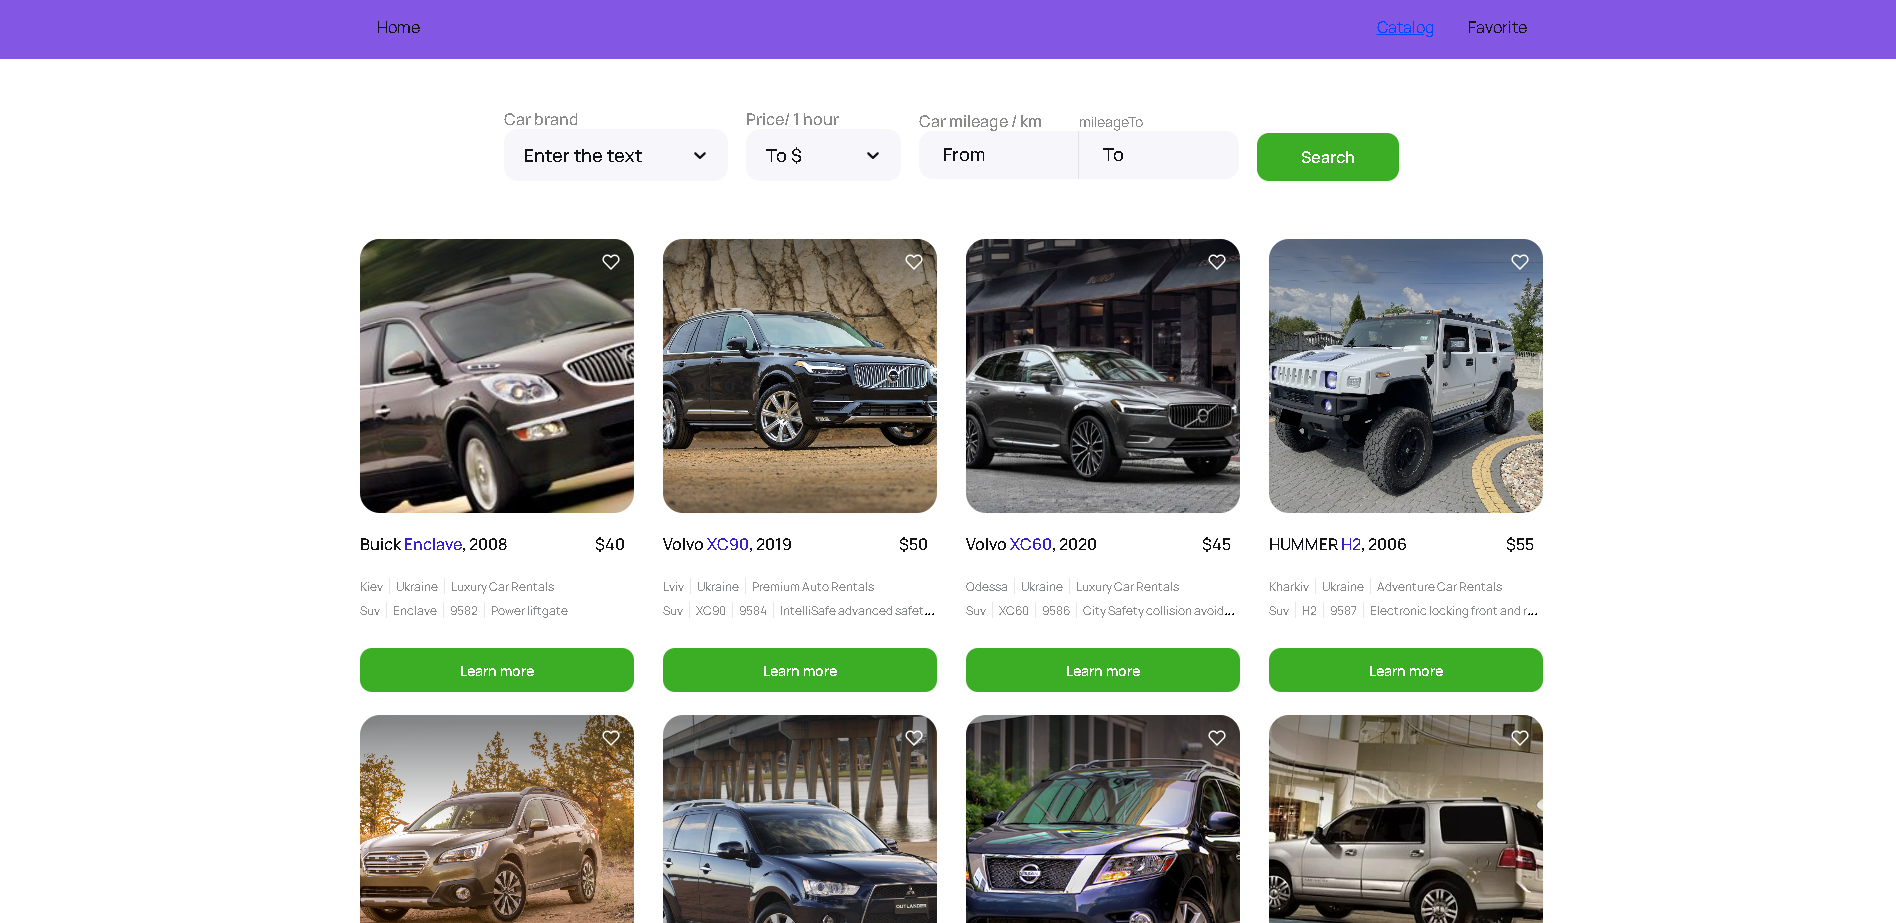 Home Catalog Favorite
Car brand Price/ 1 hour Car mileage / km mileageTo
Enter the text To $ From To Search
Buick Enclave, 2008 $40
Kiev Ukraine Luxury Car Rentals
Suv Enclave 9582 Power liftgate
Learn more
Volvo XC90, 2019 $50
Lviv Ukraine Premium Auto Rentals
Suv XC90 9584 IntelliSafe advanced safet...
Learn more
Volvo XC60, 2020 $45
Odessa Ukraine Luxury Car Rentals
Suv XC60 9586 City Safety collision avoid...
Learn more
HUMMER H2, 2006 $55
Kharkiv Ukraine Adventure Car Rentals
Suv H2 9587 Electronic locking front and r...
Learn more
OUTLANDER
NISSAN